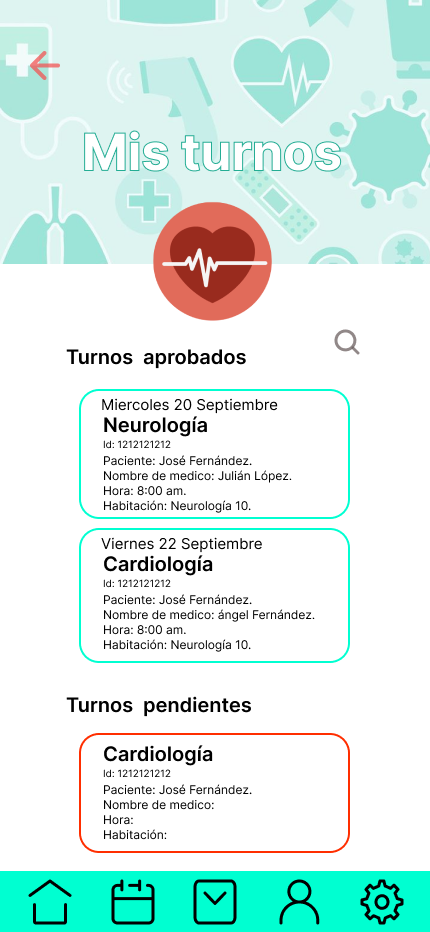 Mis turnos
Turnos aprobados
Miercoles 20 Septiembre
Neurología
Id: 1212121212
Paciente: José Fernández.
Nombre de medico: Julián López.
Hora: 8:00 am.
Habitación: Neurología 10.
Viernes 22 Septiembre
Cardiología
Id: 1212121212
Paciente: José Fernández.
Nombre de medico: ángel Fernández.
Hora: 8:00 am.
Habitación: Neurología 10.
Turnos pendientes
Cardiología
Id: 1212121212
Paciente: José Fernández.
Nombre de medico:
Hora:
Habitación: